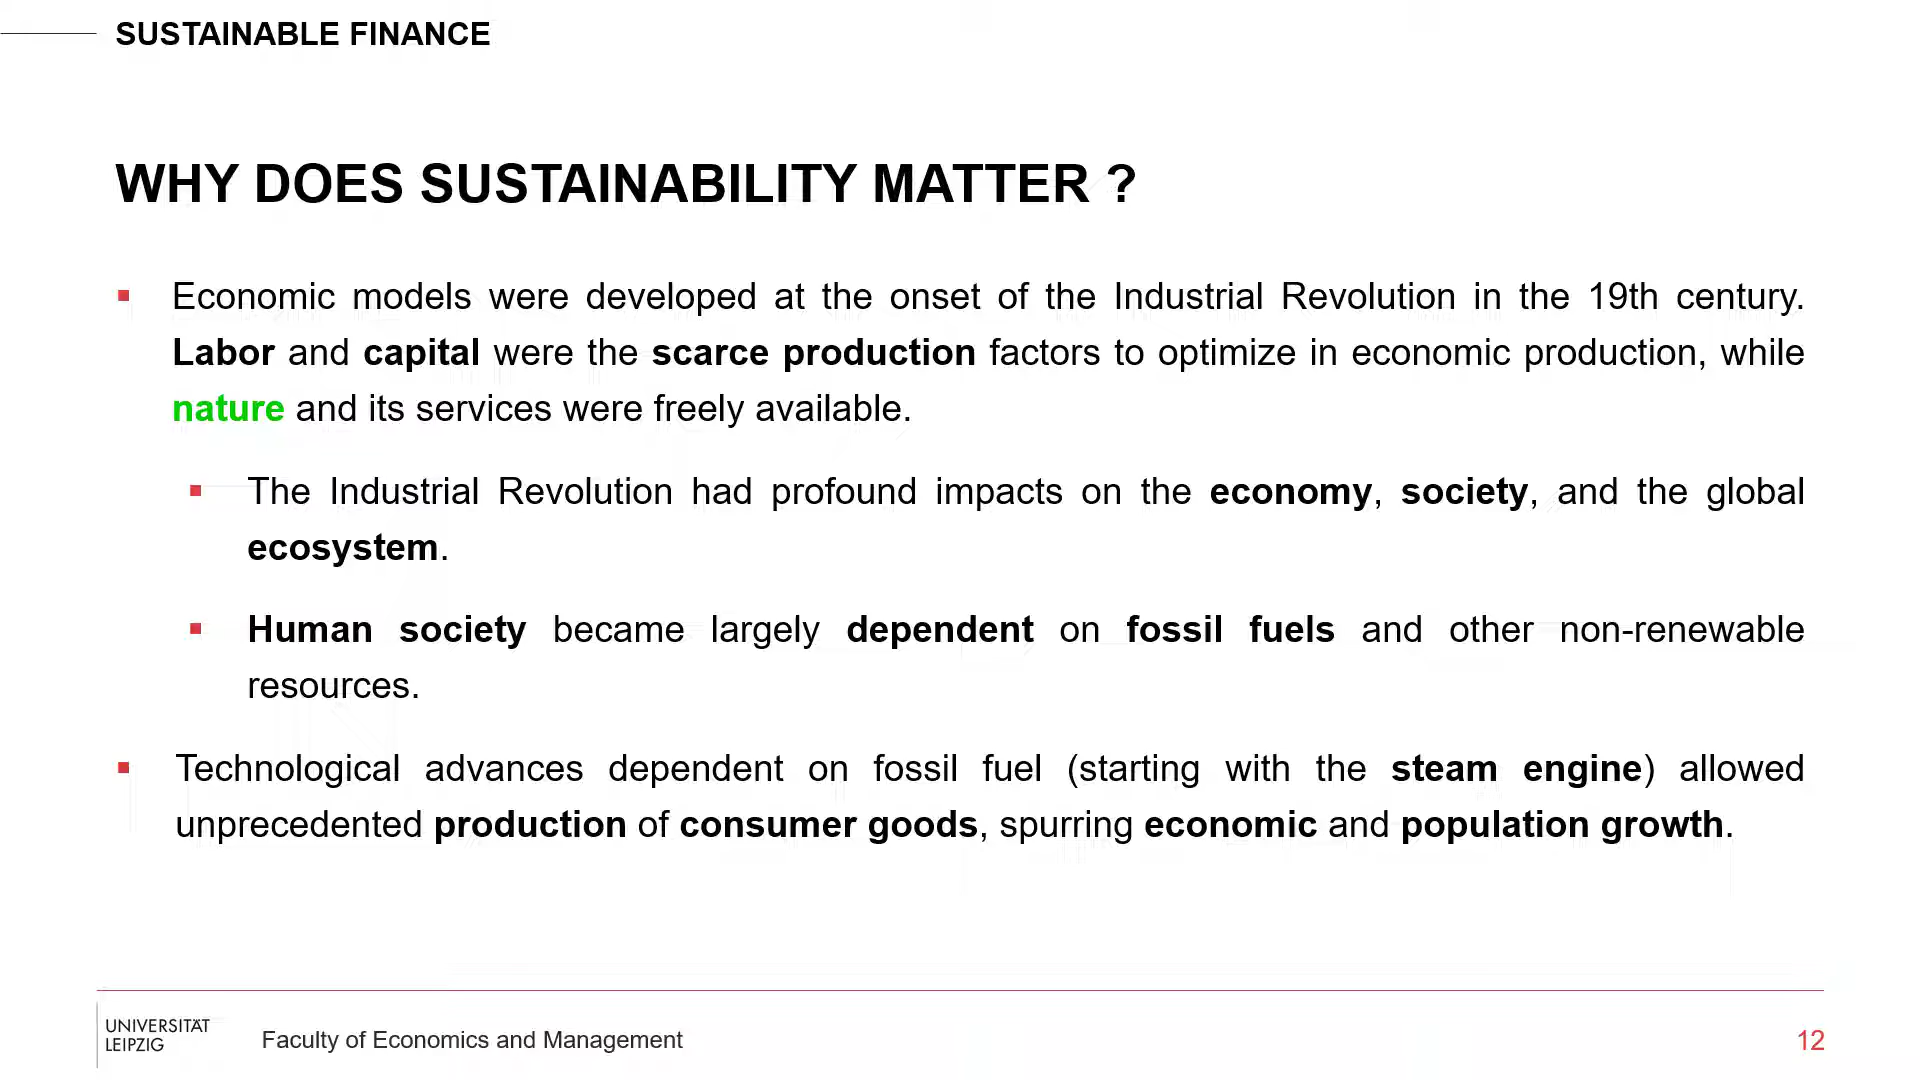 SUSTAINABLE FINANCE
WHY DOES SUSTAINABILITY MATTER ?
Economic models were developed at the onset of the Industrial Revolution in the 19th century.
Labor and capital were the scarce production factors to optimize in economic production, while
nature and its services were freely available.
The Industrial Revolution had profound impacts on the economy, society, and the global
ecosystem.
Human society became largely dependent on fossil fuels and other non-renewable
resources.
Technological advances dependent on fossil fuel (starting with the steam engine) allowed
unprecedented production of consumer goods, spurring economic and population growth.
UNIVERSITÄT
LEIPZIG
Faculty of Economics and Management
12